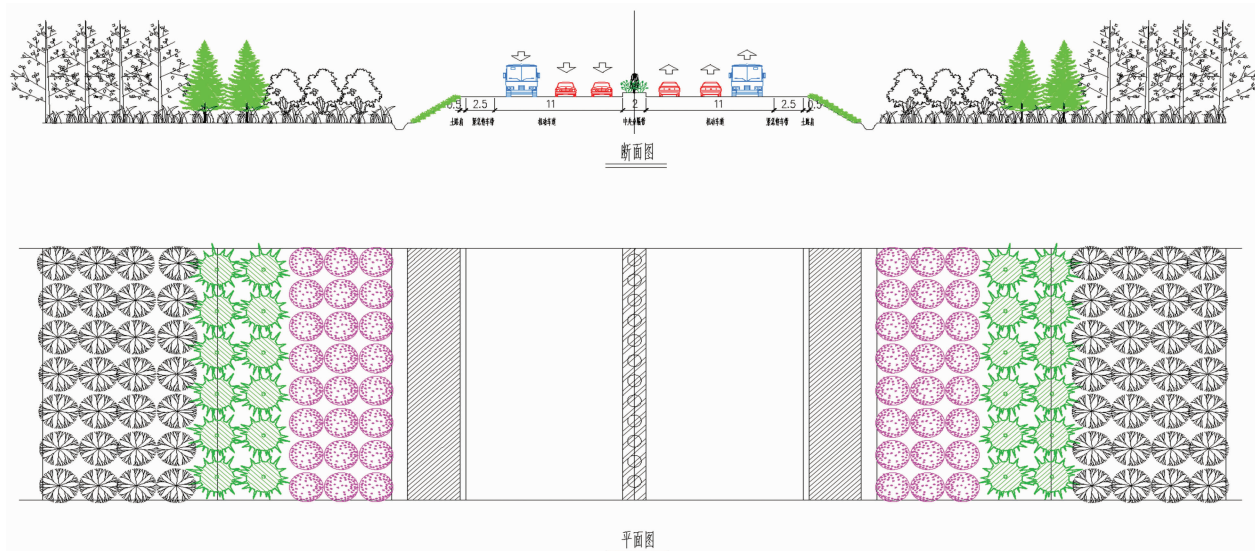 0.5 2.5 11 2 11 2.5 0.5
土路肩 紧急停车带 机动车道 中央分隔带 机动车道 紧急停车带 土路肩
断面图
平面图